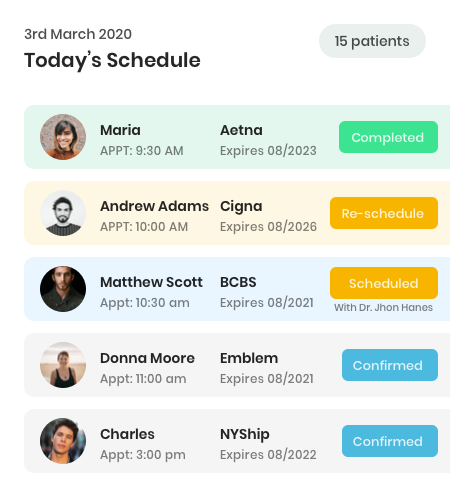 3rd March 2020
Today's Schedule
15 patients
Maria
APPT: 9:30 AM
Aetna
Expires 08/2023
Completed
Andrew Adams
APPT: 10:00 AM
Cigna
Expires 08/2026
Re-schedule
Matthew Scott
Appt: 10:30 am
BCBS
Expires 08/2021
Scheduled
With Dr. Jhon Hanes
Donna Moore
Appt: 11:00 am
Emblem
Expires 08/2021
Confirmed
Charles
Appt: 3:00 pm
NYShip
Expires 08/2022
Confirmed